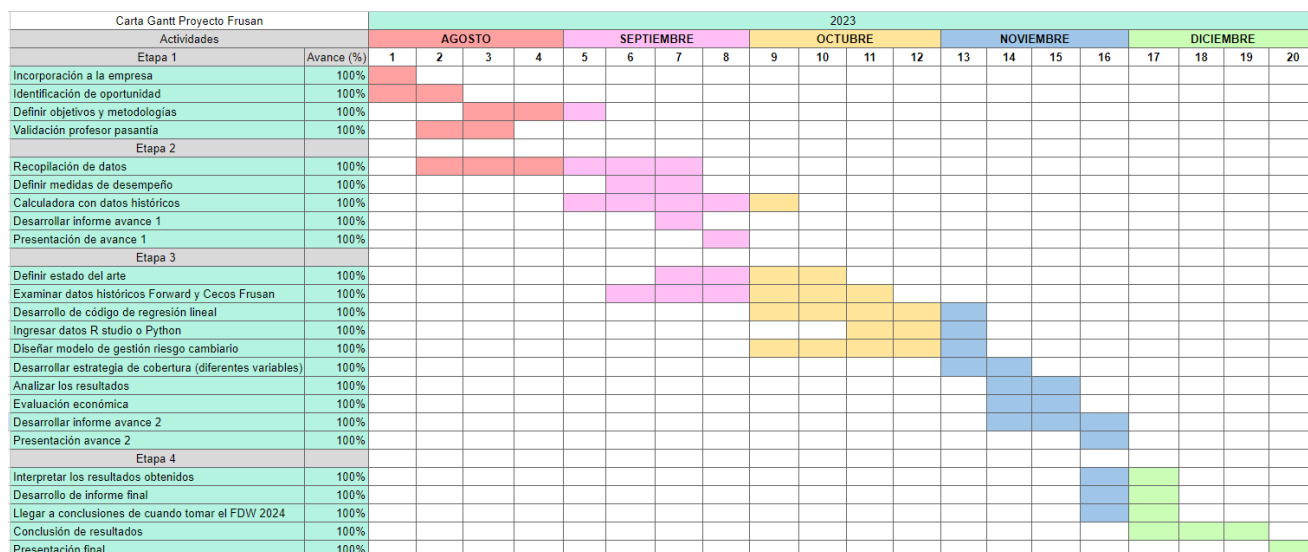 Carta Gantt Proyecto Frusan 2023
Actividades AGOSTO SEPTIEMBRE OCTUBRE NOVIEMBRE DICIEMBRE
Etapa 1 Avance (%) 1 2 3 4 5 6 7 8 9 10 11 12 13 14 15 16 17 18 19 20
Incorporación a la empresa 100%
Identificación de oportunidad 100%
Definir objetivos y metodologías 100%
Validación profesor pasantía 100%
Etapa 2
Recopilación de datos 100%
Definir medidas de desempeño 100%
Calculadora con datos históricos 100%
Desarrollar informe avance 1 100%
Presentación de avance 1 100%
Etapa 3
Definir estado del arte 100%
Examinar datos históricos Forward y Cecos Frusan 100%
Desarrollo de código de regresión lineal 100%
Ingresar datos R studio o Python 100%
Diseñar modelo de gestión riesgo cambiario 100%
Desarrollar estrategia de cobertura (diferentes variables) 100%
Analizar los resultados 100%
Evaluación económica 100%
Desarrollar informe avance 2 100%
Presentación avance 2 100%
Etapa 4
Interpretar los resultados obtenidos 100%
Desarrollo de informe final 100%
Llegar a conclusiones de cuando tomar el FDW 2024 100%
Conclusión de resultados 100%
Presentación final 100%